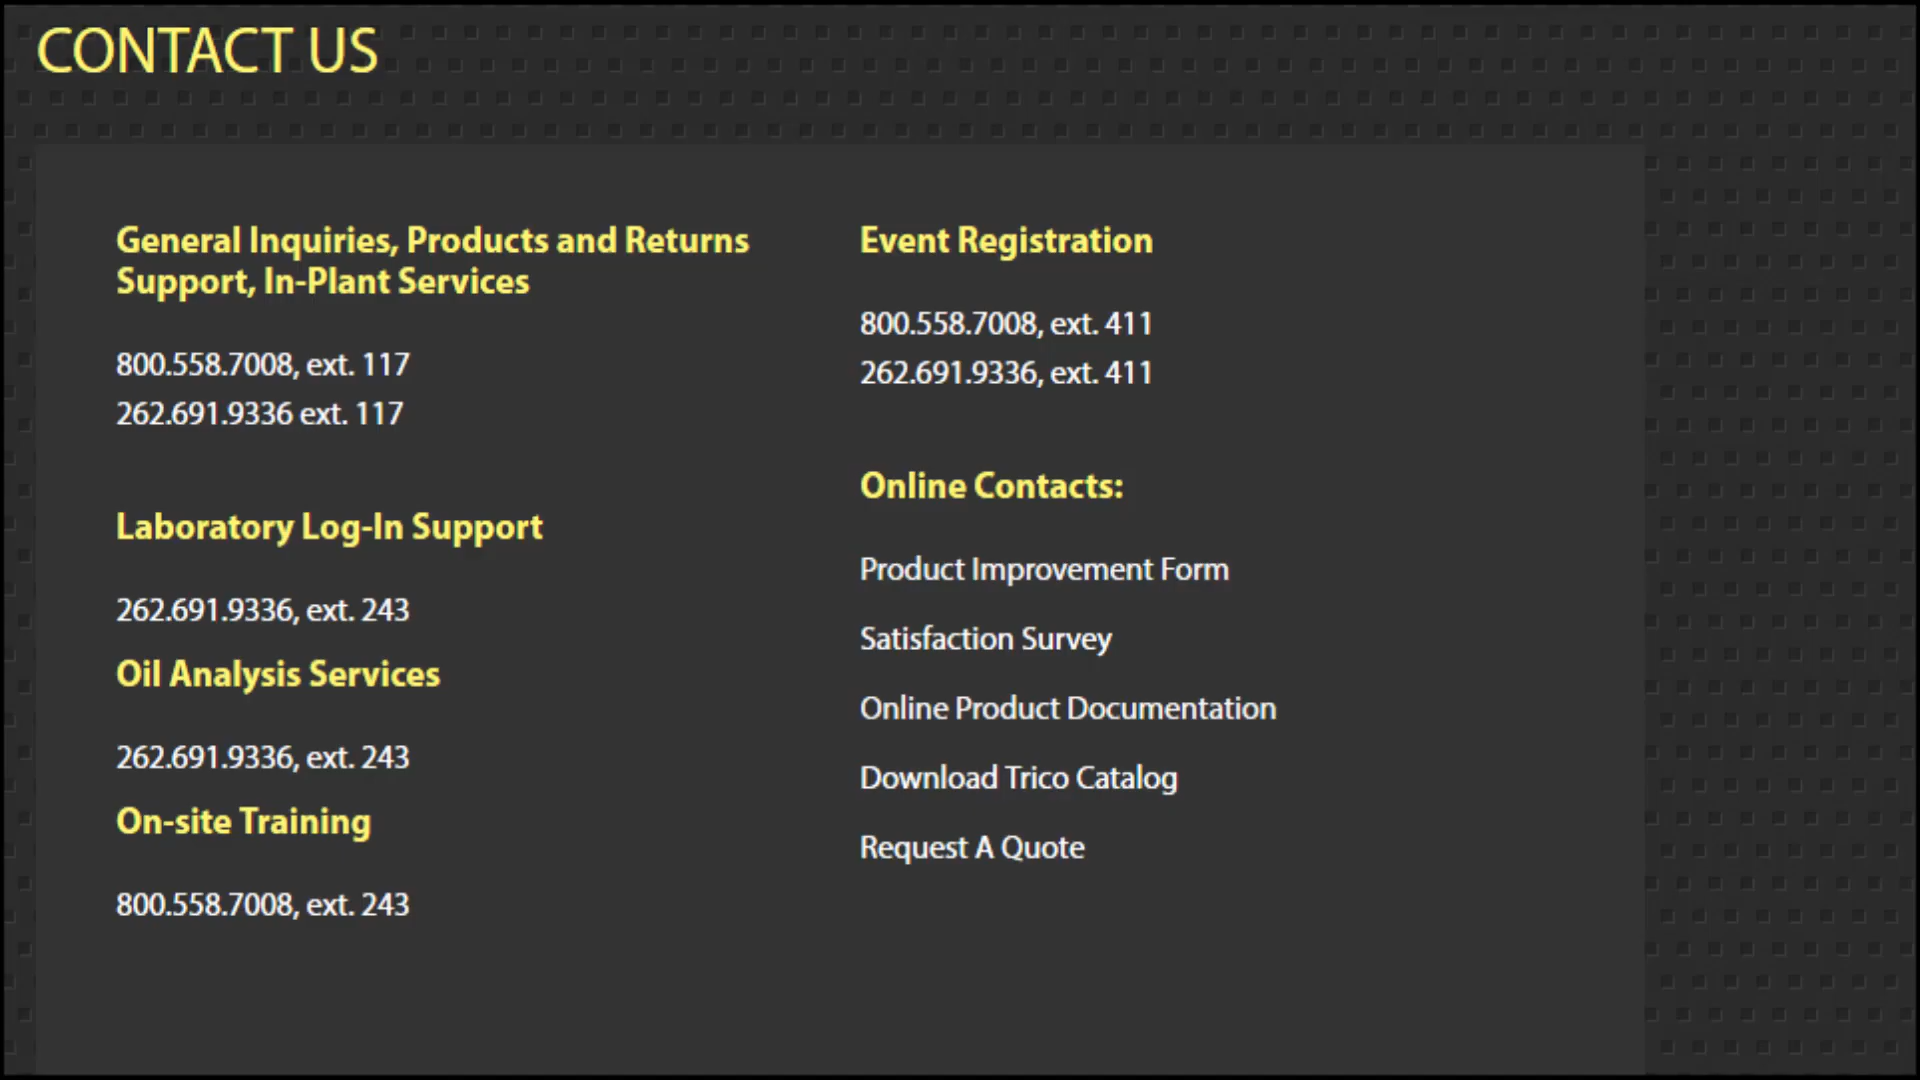 CONTACT US
General Inquiries, Products and Returns
Support, In-Plant Services
800.558.7008, ext. 117
262.691.9336 ext. 117
Laboratory Log-In Support
262.691.9336, ext. 243
Oil Analysis Services
262.691.9336, ext. 243
On-site Training
800.558.7008, ext. 243
Event Registration
800.558.7008, ext. 411
262.691.9336, ext. 411
Online Contacts:
Product Improvement Form
Satisfaction Survey
Online Product Documentation
Download Trico Catalog
Request A Quote